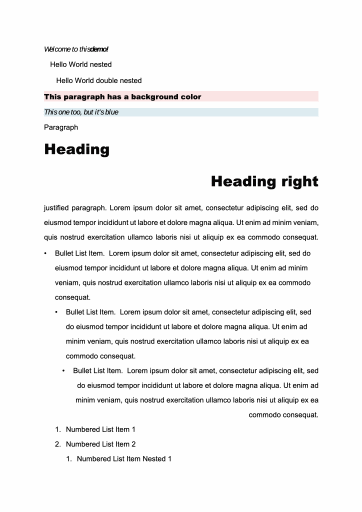 Welcome to this demo!
Hello World nested
Hello World double nested
This paragraph has a background color
This one too, but it's blue
Paragraph
Heading
Heading right
justified paragraph. Lorem ipsum dolor sit amet, consectetur adipiscing elit, sed do
eiusmod tempor incididunt ut labore et dolore magna aliqua. Ut enim ad minim veniam,
quis nostrud exercitation ullamco laboris nisi ut aliquip ex ea commodo consequat.
• Bullet List Item. Lorem ipsum dolor sit amet, consectetur adipiscing elit, sed do
eiusmod tempor incididunt ut labore et dolore magna aliqua. Ut enim ad minim
veniam, quis nostrud exercitation ullamco laboris nisi ut aliquip ex ea commodo
consequat.
• Bullet List Item. Lorem ipsum dolor sit amet, consectetur adipiscing elit, sed
do eiusmod tempor incididunt ut labore et dolore magna aliqua. Ut enim ad
minim veniam, quis nostrud exercitation ullamco laboris nisi ut aliquip ex ea
commodo consequat.
• Bullet List Item. Lorem ipsum dolor sit amet, consectetur adipiscing elit, sed
do eiusmod tempor incididunt ut labore et dolore magna aliqua. Ut enim ad
minim veniam, quis nostrud exercitation ullamco laboris nisi ut aliquip ex ea
commodo consequat.
1. Numbered List Item 1
2. Numbered List Item 2
1. Numbered List Item Nested 1